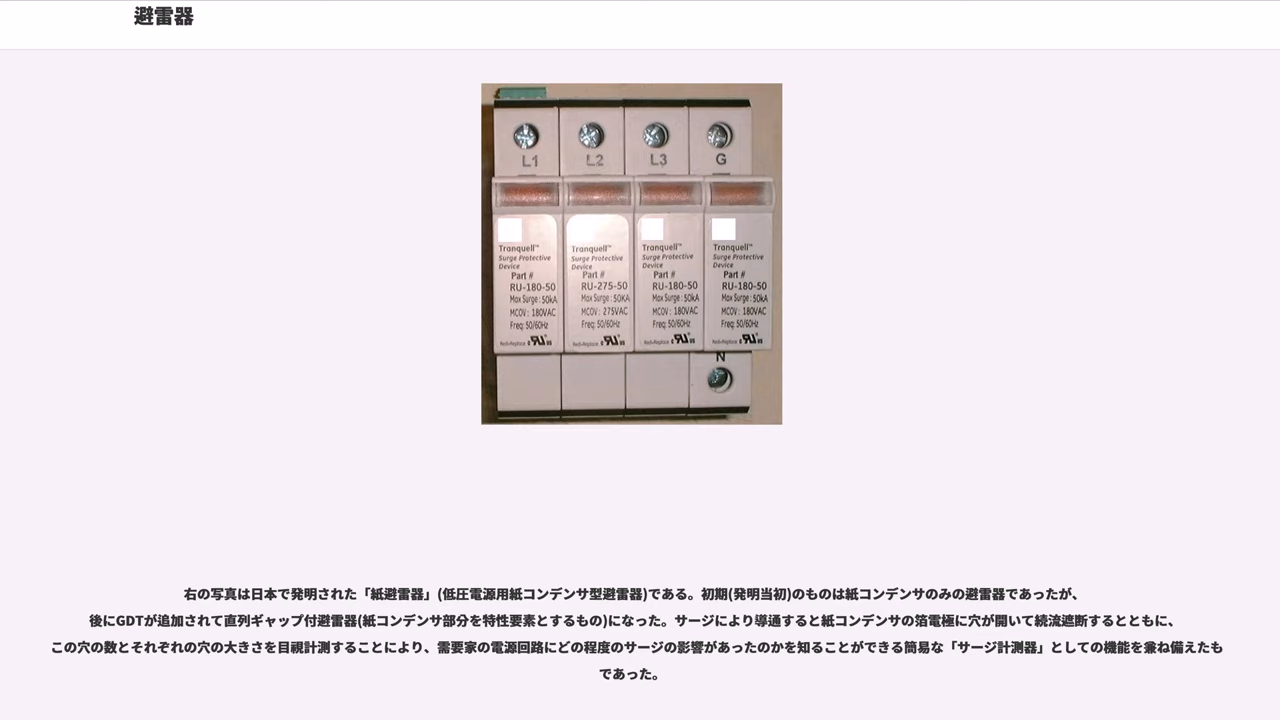 避雷器
L1 L2 L3 G
Tranquell™ Tranquell™ Tranquell™ Tranquell™
Surge Protective Surge Protective Surge Protective Surge Protective
Device Device Device Device
Part # Part # Part # Part #
RU-180-50 RU-275-50 RU-180-50 RU-180-50
Max Surge: 50kA Max Surge: 50KA Max Surge: 50kA Max Surge: 50kA
MCOV: 180VAC MCOV: 275VAC MCOV: 180VAC MCOV: 180VAC
Freq: 50/60Hz Freq: 50/60Hz Freq: 50/60Hz Freq: 50/60Hz
N
右の写真は日本で発明された「紙避雷器」(低圧電源用紙コンデンサ型避雷器)である。初期(発明当初)のものは紙コンデンサのみの避雷器であったが、
後にGDTが追加されて直列ギャップ付避雷器(紙コンデンサ部分を特性要素とするもの)になった。サージにより導通すると紙コンデンサの箔電極に穴が開いて続流遮断するとともに、
この穴の数とそれぞれの穴の大きさを目視計測することにより、需要家の電源回路にどの程度のサージの影響があったのかを知ることができる簡易な「サージ計測器」としての機能を兼ね備えたも
であった。